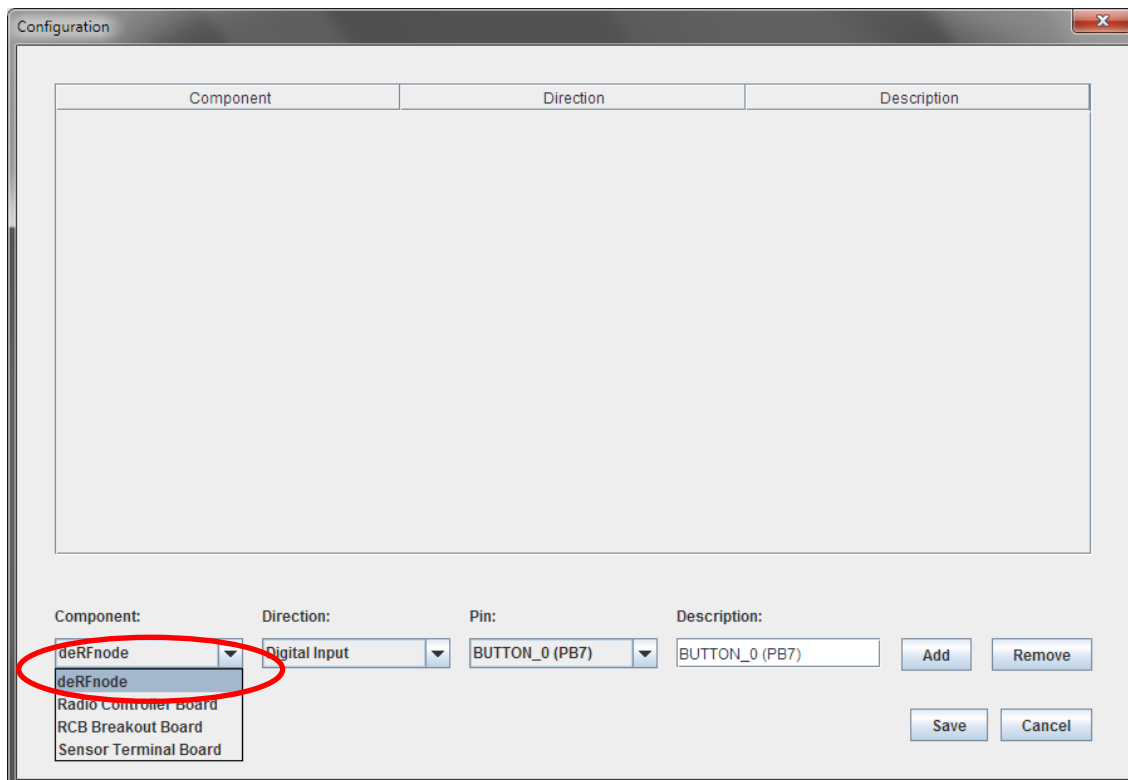 Configuration
Component Direction Description
Component: Direction: Pin: Description:
deRFnode Digital Input BUTTON_0 (PB7) BUTTON_0 (PB7) Add Remove
deRFnode
Radio Controller Board
RCB Breakout Board
Sensor Terminal Board
Save Cancel